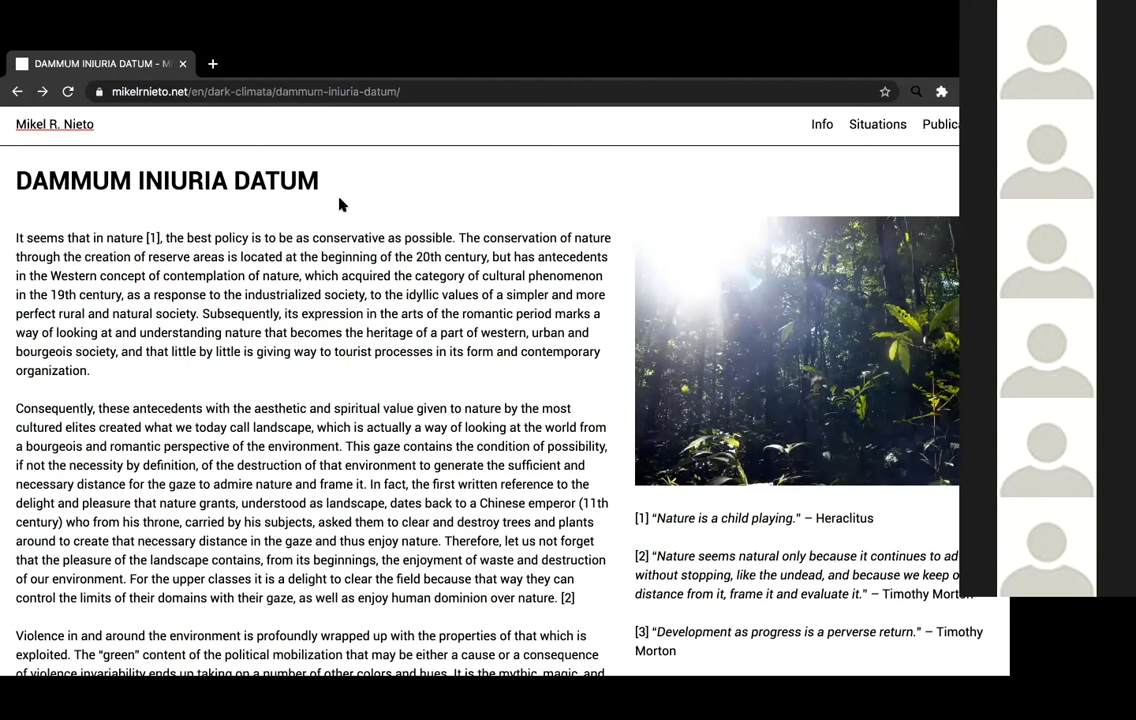 DAMMUM INIURIA DATUM - M
mikelrnieto.net/en/dark-climata/dammum-iniuria-datum/
Mikel R. Nieto
Info Situations Publica
DAMMUM INIURIA DATUM
It seems that in nature [1], the best policy is to be as conservative as possible. The conservation of nature
through the creation of reserve areas is located at the beginning of the 20th century, but has antecedents
in the Western concept of contemplation of nature, which acquired the category of cultural phenomenon
in the 19th century, as a response to the industrialized society, to the idyllic values of a simpler and more
perfect rural and natural society. Subsequently, its expression in the arts of the romantic period marks a
way of looking at and understanding nature that becomes the heritage of a part of western, urban and
bourgeois society, and that little by little is giving way to tourist processes in its form and contemporary
organization.
Consequently, these antecedents with the aesthetic and spiritual value given to nature by the most
cultured elites created what we today call landscape, which is actually a way of looking at the world from
a bourgeois and romantic perspective of the environment. This gaze contains the condition of possibility,
if not the necessity by definition, of the destruction of that environment to generate the sufficient and
necessary distance for the gaze to admire nature and frame it. In fact, the first written reference to the
delight and pleasure that nature grants, understood as landscape, dates back to a Chinese emperor (11th
century) who from his throne, carried by his subjects, asked them to clear and destroy trees and plants
around to create that necessary distance in the gaze and thus enjoy nature. Therefore, let us not forget
that the pleasure of the landscape contains, from its beginnings, the enjoyment of waste and destruction
of our environment. For the upper classes it is a delight to clear the field because that way they can
control the limits of their domains with their gaze, as well as enjoy human dominion over nature. [2]
Violence in and around the environment is profoundly wrapped up with the properties of that which is
exploited. The “green” content of the political mobilization that may be either a cause or a consequence
of violence invariability ends up taking on a number of other colors and hues. It is the mythic, magic, and
[1] “Nature is a child playing.” – Heraclitus
[2] “Nature seems natural only because it continues to ad
without stopping, like the undead, and because we keep o
distance from it, frame it and evaluate it.” – Timothy Morton
[3] “Development as progress is a perverse return.” – Timothy
Morton